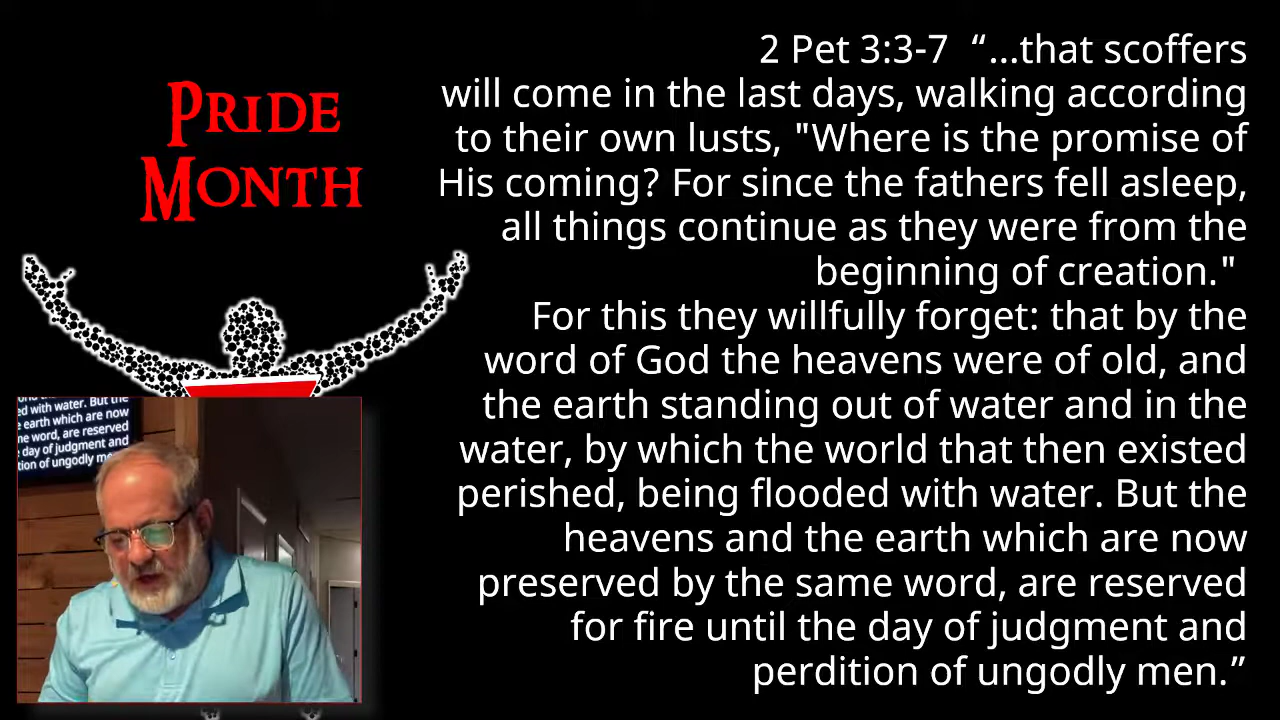 PRIDE
MONTH
2 Pet 3:3-7 “...that scoffers
will come in the last days, walking according
to their own lusts, "Where is the promise of
His coming? For since the fathers fell asleep,
all things continue as they were from the
beginning of creation."
For this they willfully forget: that by the
word of God the heavens were of old, and
the earth standing out of water and in the
water, by which the world that then existed
perished, being flooded with water. But the
heavens and the earth which are now
preserved by the same word, are reserved
for fire until the day of judgment and
perdition of ungodly men.”
ed with water. But the
e earth which are now
ne word, are reserved
day of judgment and
tion of ungodly